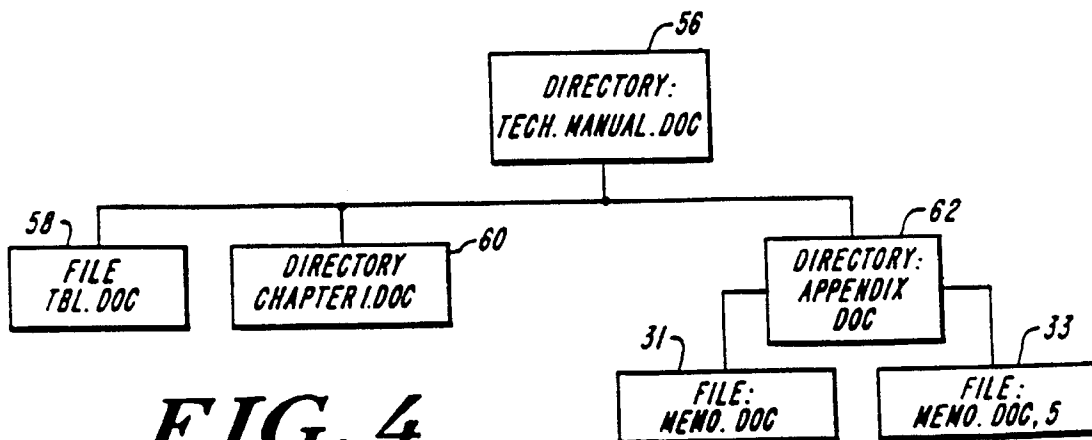 56
DIRECTORY:
TECH. MANUAL.DOC
58
FILE
TBL. DOC
60
DIRECTORY
CHAPTER 1.DOC
62
DIRECTORY:
APPENDIX
DOC
31
FILE:
MEMO. DOC
33
FILE:
MEMO. DOC, 5
FIG. 4